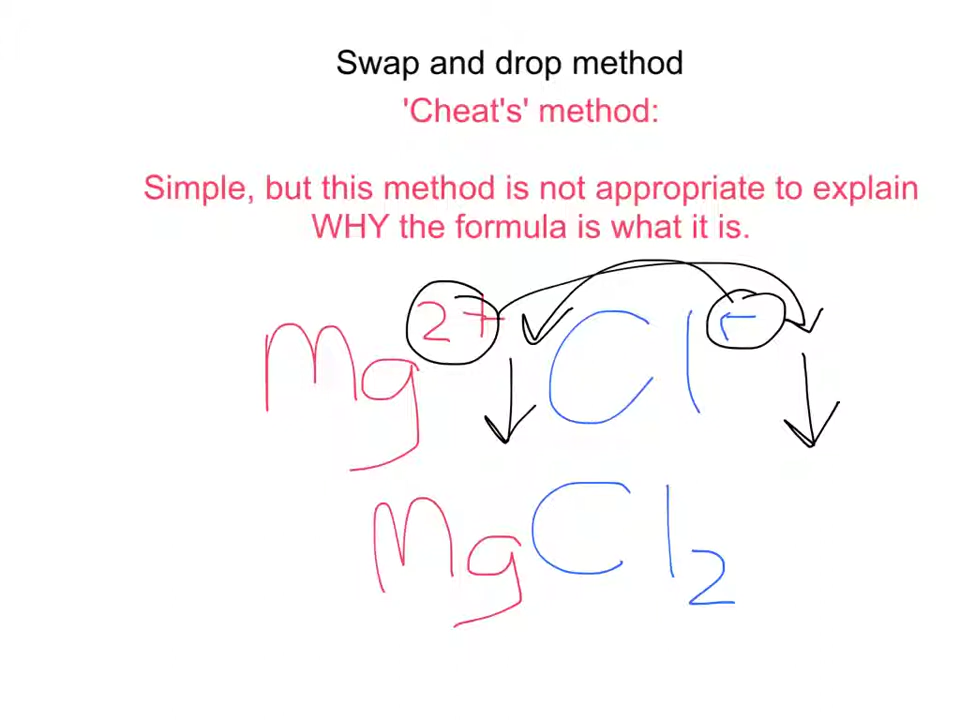 Swap and drop method
'Cheat's' method:
Simple, but this method is not appropriate to explain
WHY the formula is what it is.
Mg²⁺ Cl⁻
MgCl₂